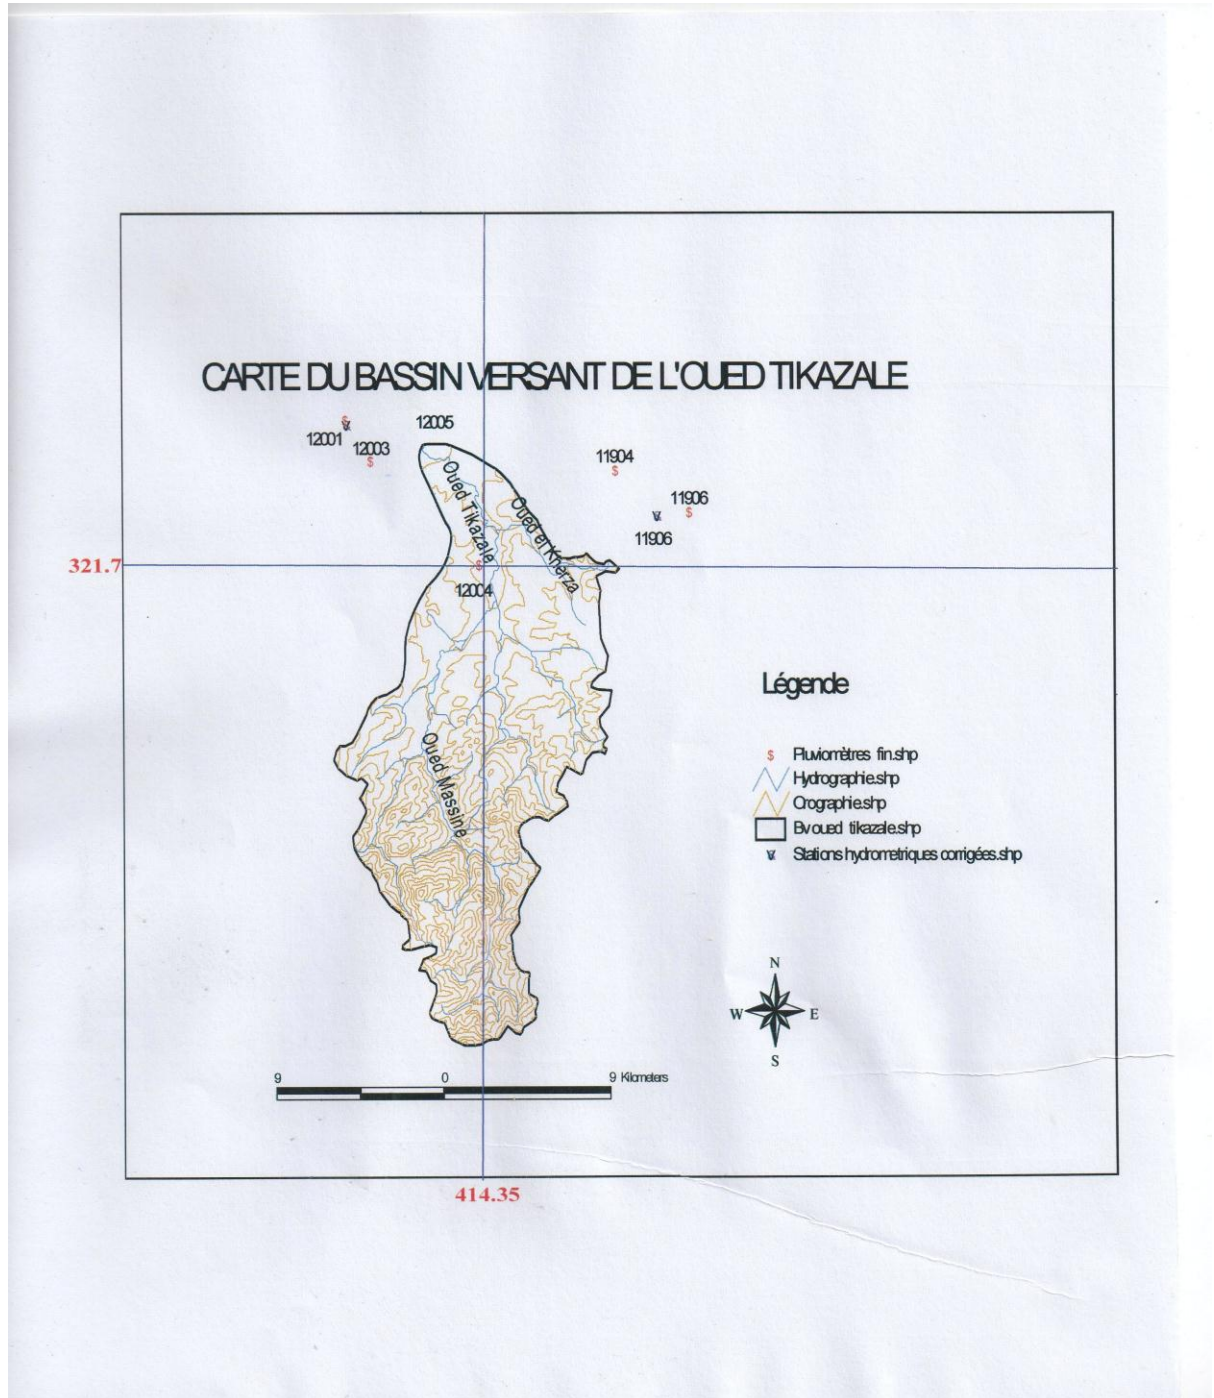 CARTE DU BASSIN VERSANT DE L'OUED TIKAZALE
12005
12001
12003
11904
11906
11906
Oued Tikazale
Oued el Kherza
321.7
12004
Légende
Oued Massine
$ Pluviomètres fin.shp
Hydrographie.shp
Orographie.shp
Bv oued tikazale.shp
Stations hydrometriques corrigées.shp
N
W E
S
9 0 9 Kilometers
414.35